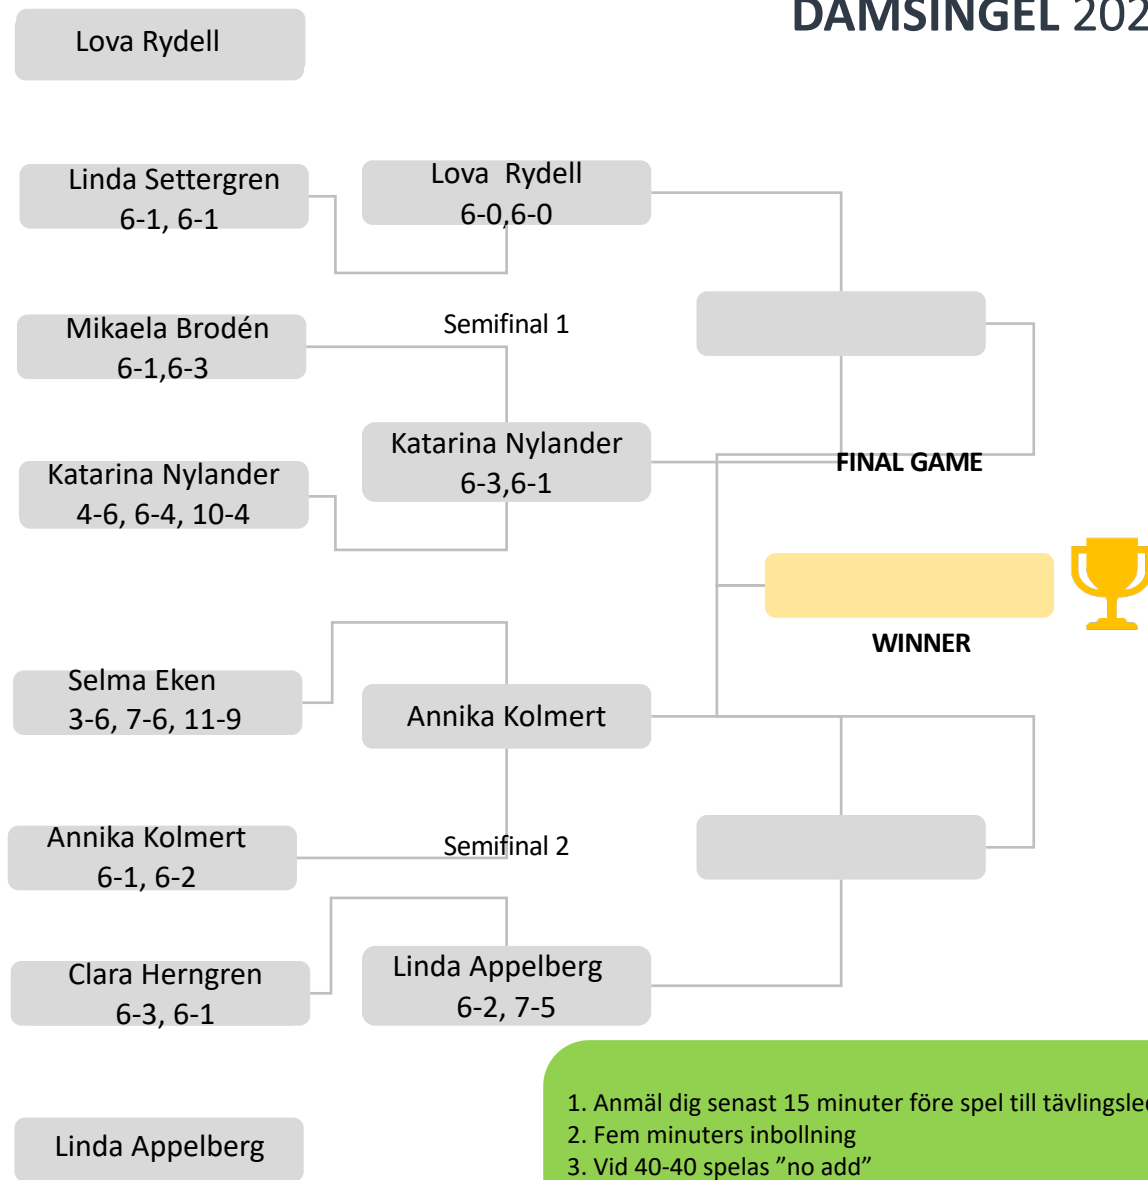 DAMSINGEL 202
Lova Rydell
Linda Settergren
6-1, 6-1
Mikaela Brodén
6-1,6-3
Katarina Nylander
4-6, 6-4, 10-4
Selma Eken
3-6, 7-6, 11-9
Annika Kolmert
6-1, 6-2
Clara Herngren
6-3, 6-1
Linda Appelberg
Lova Rydell
6-0,6-0
Semifinal 1
Katarina Nylander
6-3,6-1
Annika Kolmert
Semifinal 2
Linda Appelberg
6-2, 7-5
FINAL GAME
WINNER
1. Anmäl dig senast 15 minuter före spel till tävlingsle
2. Fem minuters inbollning
3. Vid 40-40 spelas ”no add”